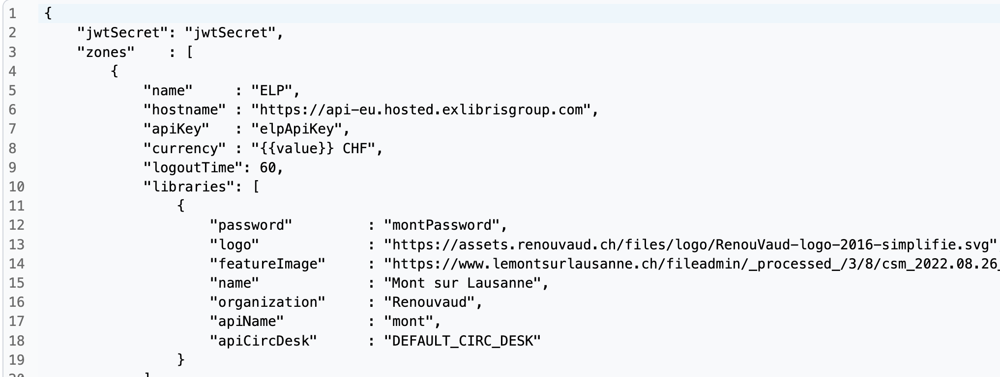 1 {
2 "jwtSecret": "jwtSecret",
3 "zones" : [
4 {
5 "name" : "ELP",
6 "hostname" : "https://api-eu.hosted.exlibrisgroup.com",
7 "apiKey" : "elpApiKey",
8 "currency" : "{{value}} CHF",
9 "logoutTime": 60,
10 "libraries": [
11 {
12 "password" : "montPassword",
13 "logo" : "https://assets.renouvaud.ch/files/logo/RenouVaud-logo-2016-simplifie.svg"
14 "featureImage" : "https://www.lemontsurlausanne.ch/fileadmin/_processed_/3/8/csm_2022.08.26_
15 "name" : "Mont sur Lausanne",
16 "organization" : "Renouvaud",
17 "apiName" : "mont",
18 "apiCircDesk" : "DEFAULT_CIRC_DESK"
19 }
20 ]